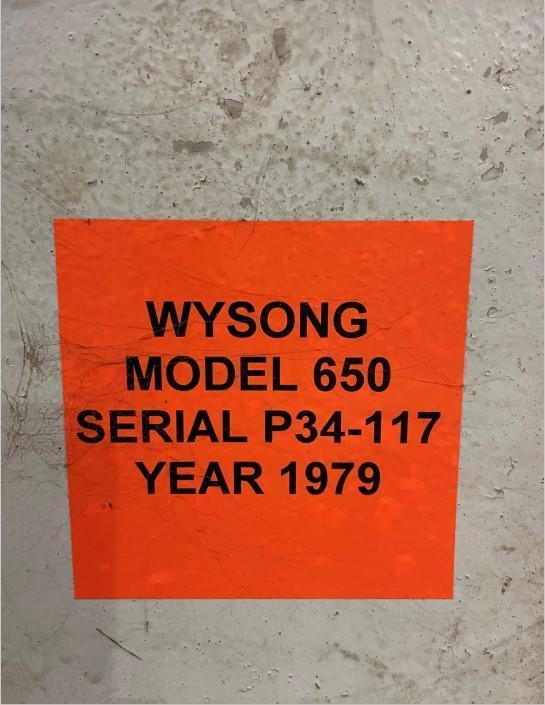 WYSONG
MODEL 650
SERIAL P34-117
YEAR 1979